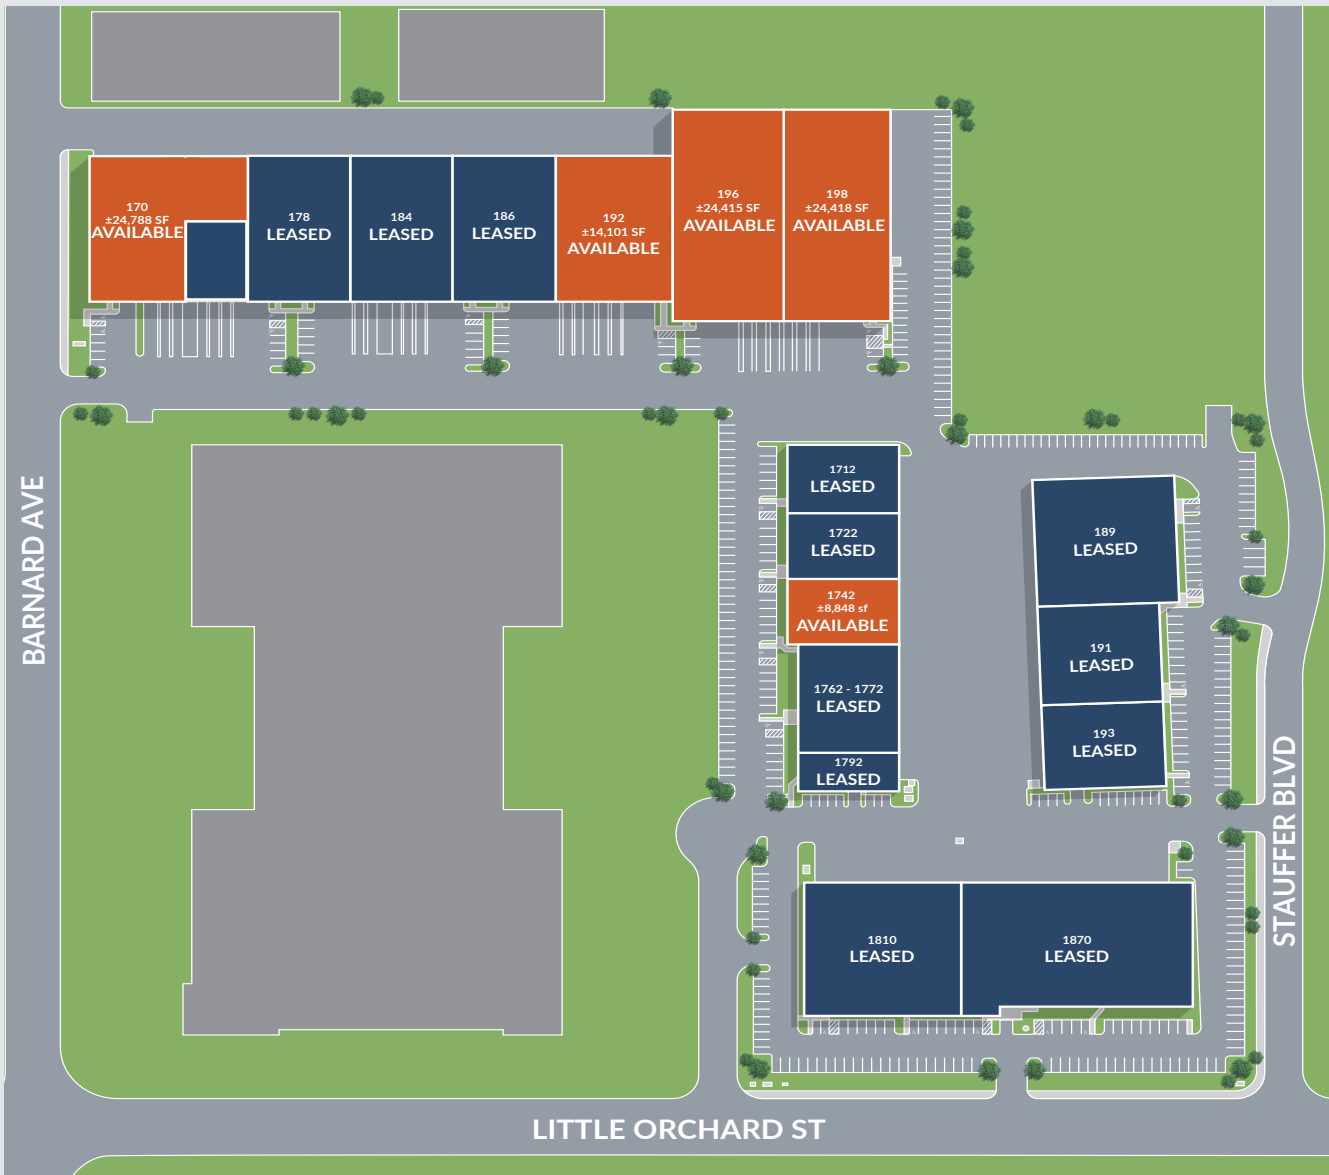 170
±24,788 SF
AVAILABLE
178
LEASED
184
LEASED
186
LEASED
192
±14,101 SF
AVAILABLE
196
±24,415 SF
AVAILABLE
198
±24,418 SF
AVAILABLE
1712
LEASED
1722
LEASED
1742
±8,848 sf
AVAILABLE
1762 - 1772
LEASED
1792
LEASED
189
LEASED
191
LEASED
193
LEASED
1810
LEASED
1870
LEASED
BARNARD AVE
STAUFFER BLVD
LITTLE ORCHARD ST